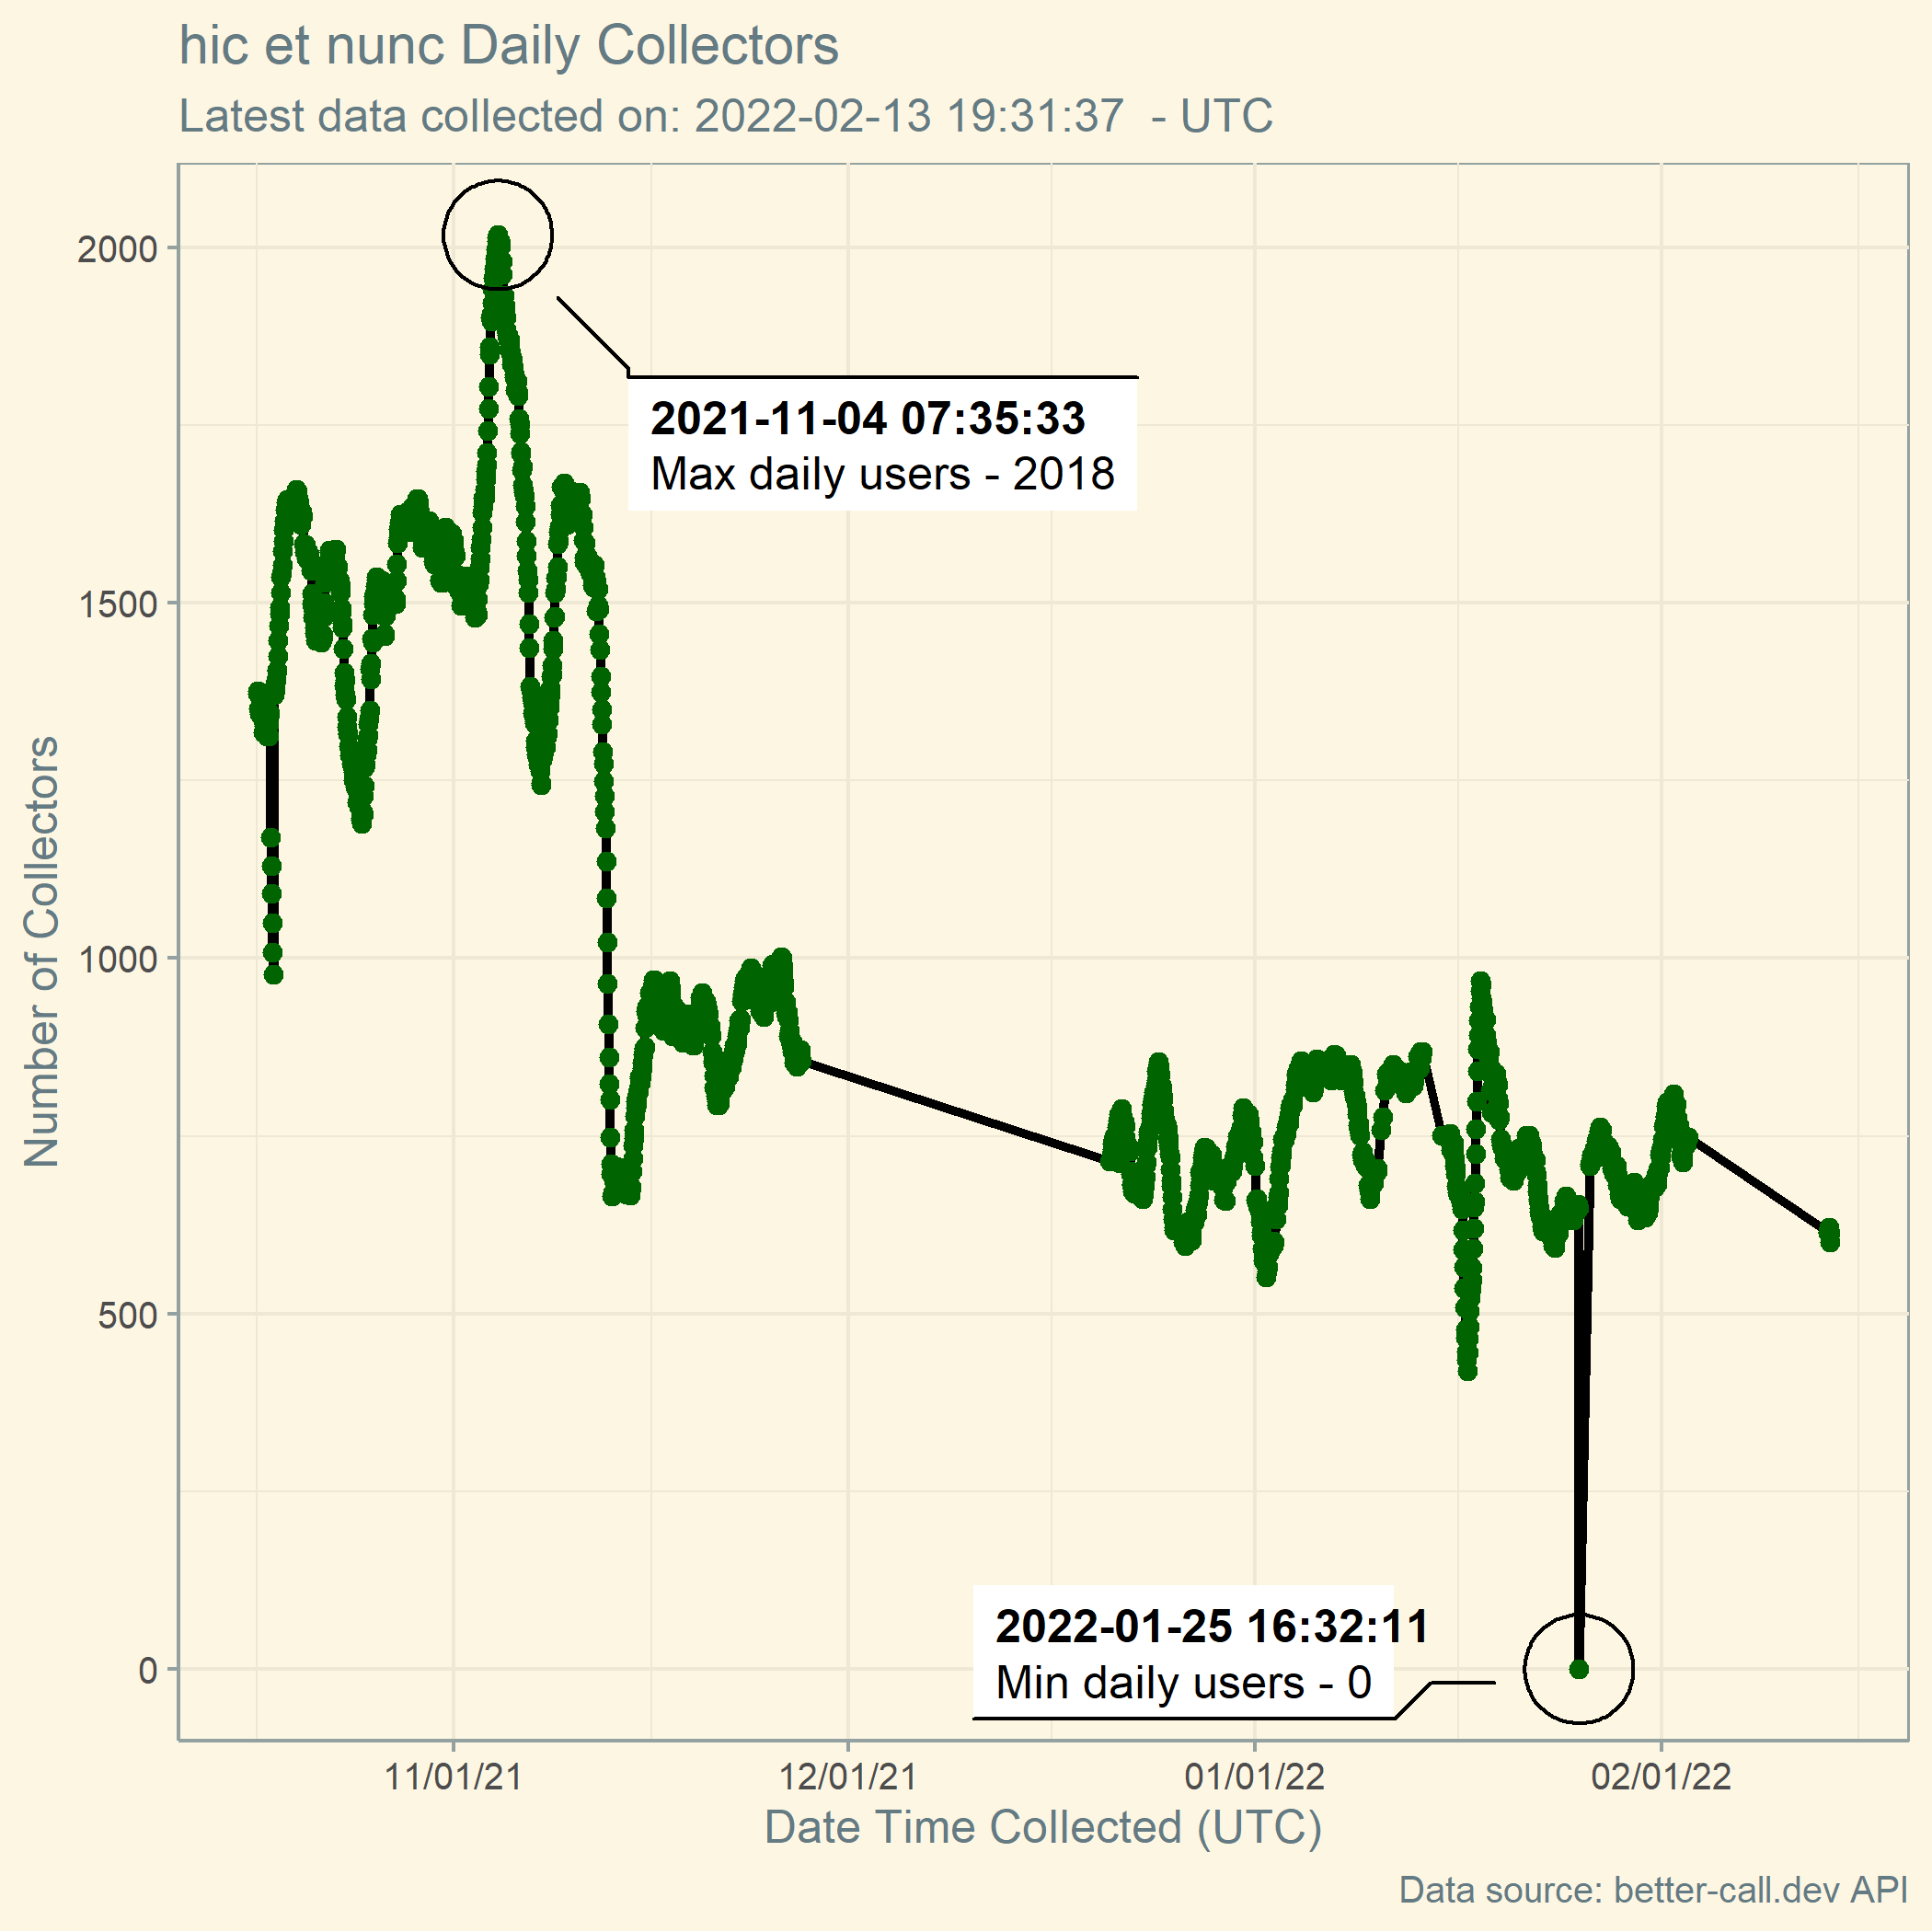 hic et nunc Daily Collectors
Latest data collected on: 2022-02-13 19:31:37  - UTC
Number of Collectors
2000
1500
1000
500
0
2021-11-04 07:35:33
Max daily users - 2018
2022-01-25 16:32:11
Min daily users - 0
11/01/21
12/01/21
01/01/22
02/01/22
Date Time Collected (UTC)
Data source: better-call.dev API